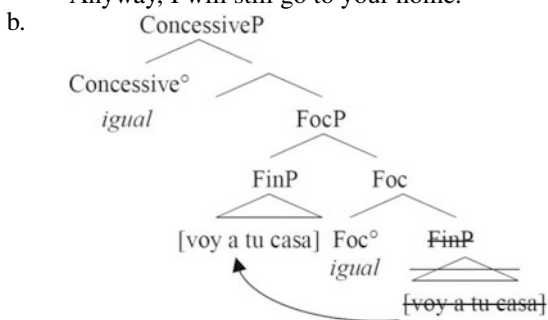 Anyway, I will still go to your home.
b.
ConcessiveP
Concessive°
igual
FocP
FinP Foc
[voy a tu casa] Foc° FinP
igual
[voy a tu casa]